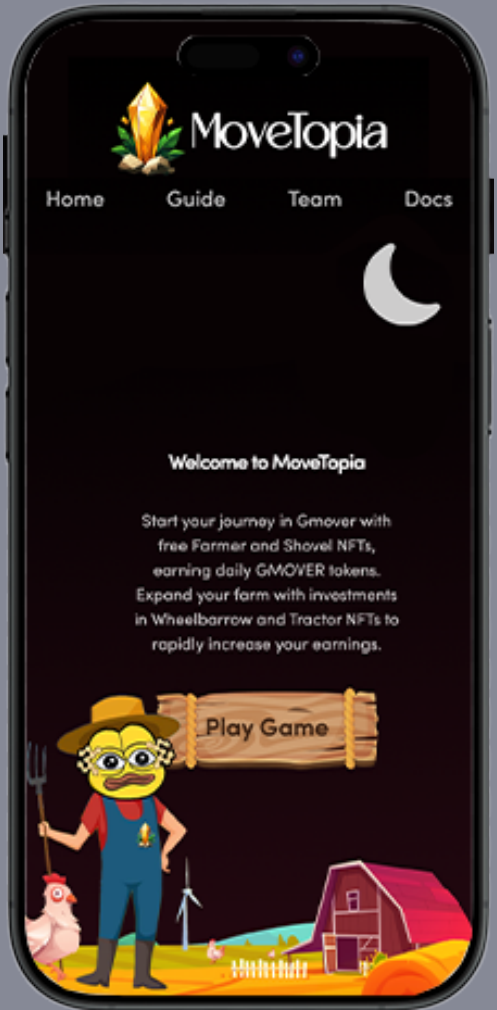 MoveTopia
Home Guide Team Docs
Welcome to MoveTopia
Start your journey in Gmover with
free Farmer and Shovel NFTs,
earning daily GMOVER tokens.
Expand your farm with investments
in Wheelbarrow and Tractor NFTs to
rapidly increase your earnings.
Play Game